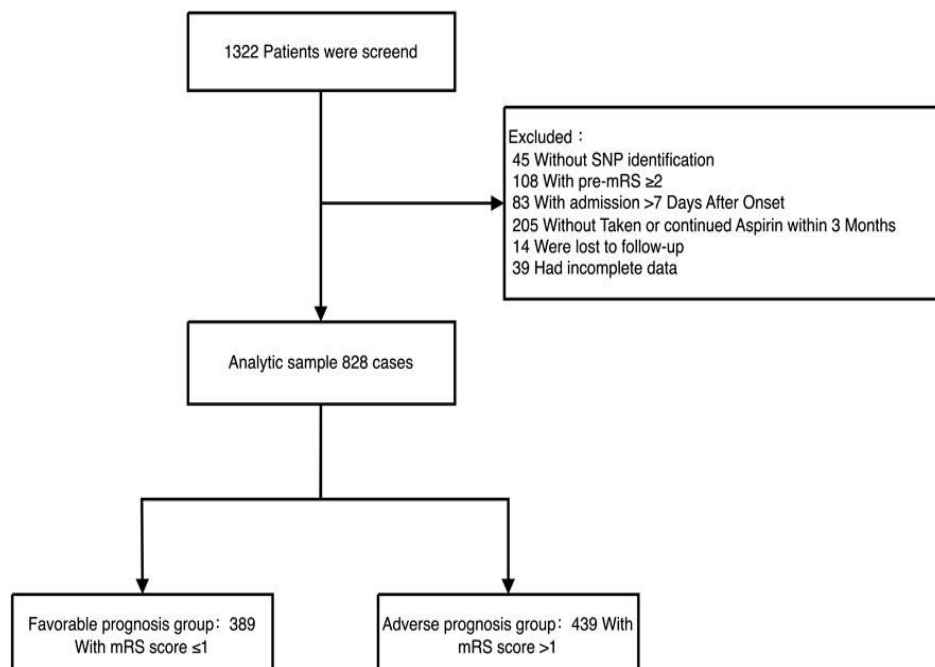 1322 Patients were screend
Excluded：
45 Without SNP identification
108 With pre-mRS ≥2
83 With admission >7 Days After Onset
205 Without Taken or continued Aspirin within 3 Months
14 Were lost to follow-up
39 Had incomplete data
Analytic sample 828 cases
Favorable prognosis group：389
With mRS score ≤1
Adverse prognosis group：439 With
mRS score >1